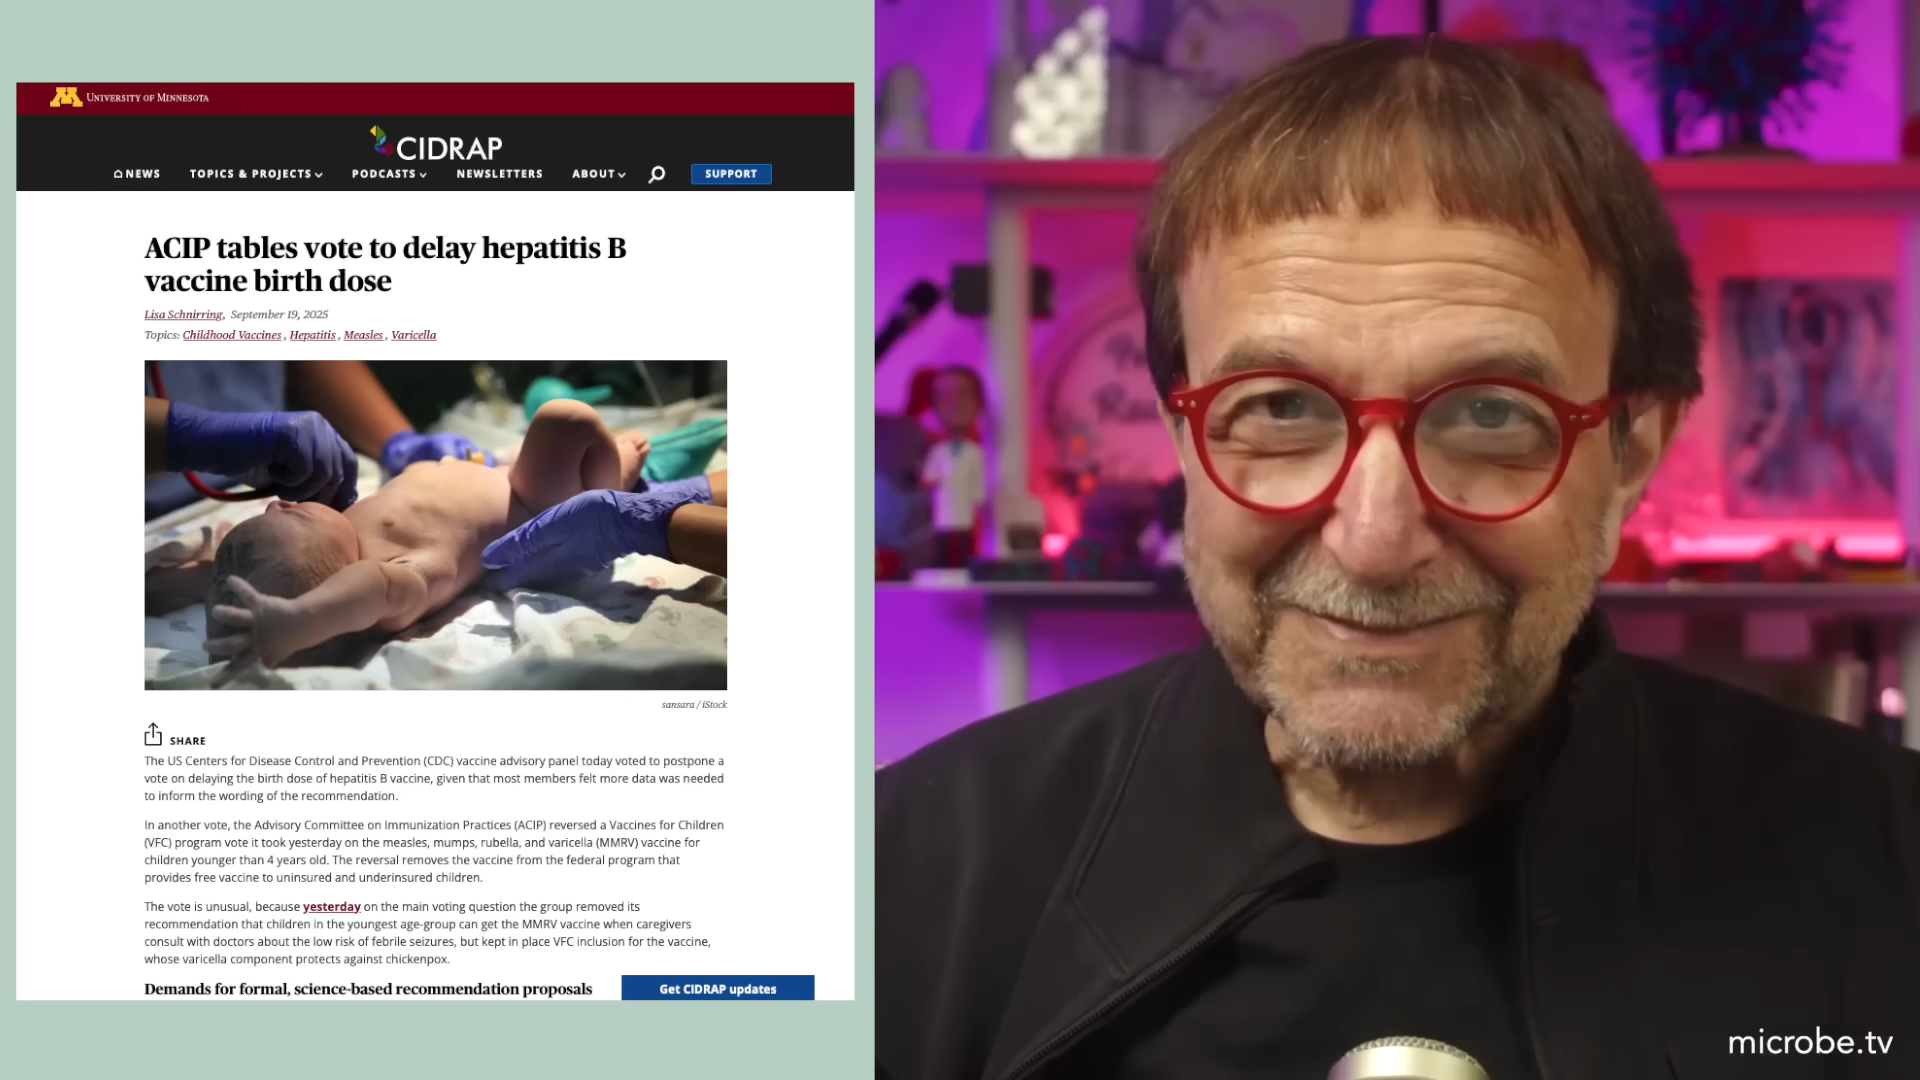 UNIVERSITY OF MINNESOTA
CIDRAP
NEWS TOPICS & PROJECTS PODCASTS NEWSLETTERS ABOUT SUPPORT
ACIP tables vote to delay hepatitis B
vaccine birth dose
Lisa Schnirring, September 19, 2025
Topics: Childhood Vaccines , Hepatitis , Measles , Varicella
sansara / iStock
SHARE
The US Centers for Disease Control and Prevention (CDC) vaccine advisory panel today voted to postpone a
vote on delaying the birth dose of hepatitis B vaccine, given that most members felt more data was needed
to inform the wording of the recommendation.
In another vote, the Advisory Committee on Immunization Practices (ACIP) reversed a Vaccines for Children
(VFC) program vote it took yesterday on the measles, mumps, rubella, and varicella (MMRV) vaccine for
children younger than 4 years old. The reversal removes the vaccine from the federal program that
provides free vaccine to uninsured and underinsured children.
The vote is unusual, because yesterday on the main voting question the group removed its
recommendation that children in the youngest age-group can get the MMRV vaccine when caregivers
consult with doctors about the low risk of febrile seizures, but kept in place VFC inclusion for the vaccine,
whose varicella component protects against chickenpox.
Demands for formal, science-based recommendation proposals
Get CIDRAP updates
microbe.tv